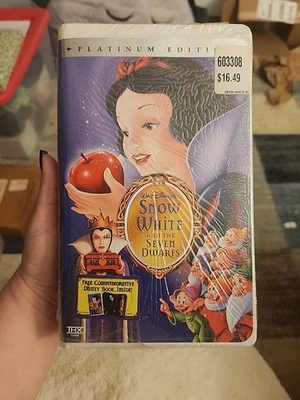 PLATINUM EDITI
603308
$16.49
WALT DISNEY'S
SNOW
WHITE
AND THE
SEVEN
DWARFS
FREE COMMEMORATIVE
DISNEY BOOK, INSIDE!
THX